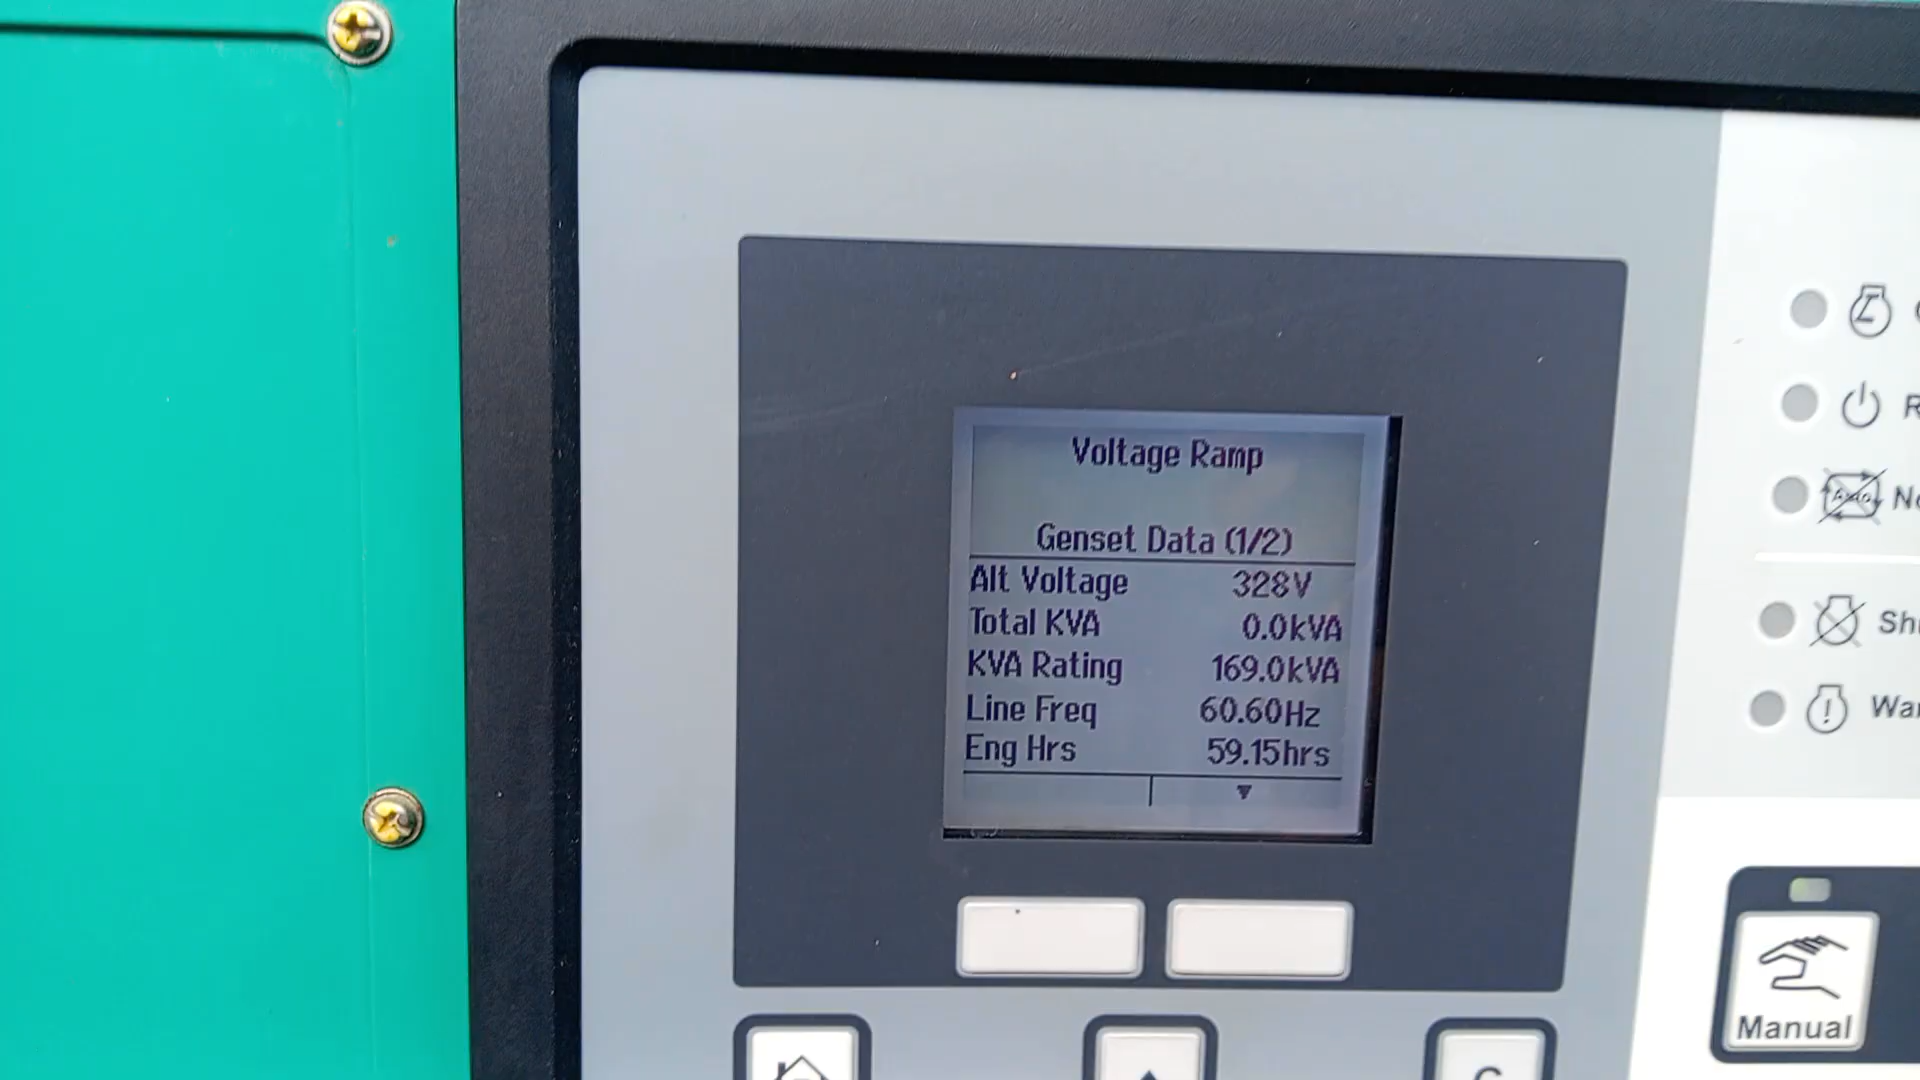 Voltage Ramp
Genset Data (1/2)
Alt Voltage 328V
Total KVA 0.0kVA
KVA Rating 169.0kVA
Line Freq 60.60Hz
Eng Hrs 59.15hrs
Manual